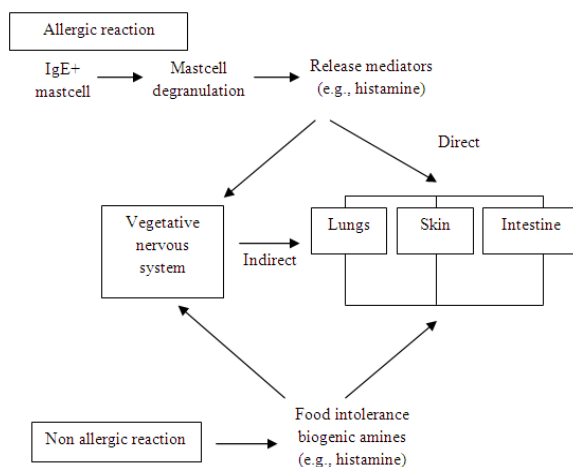 Allergic reaction
IgE+
mastcell
Mastcell
degranulation
Release mediators
(e.g., histamine)
Direct
Vegetative
nervous
system
Indirect
Lungs
Skin
Intestine
Non allergic reaction
Food intolerance
biogenic amines
(e.g., histamine)